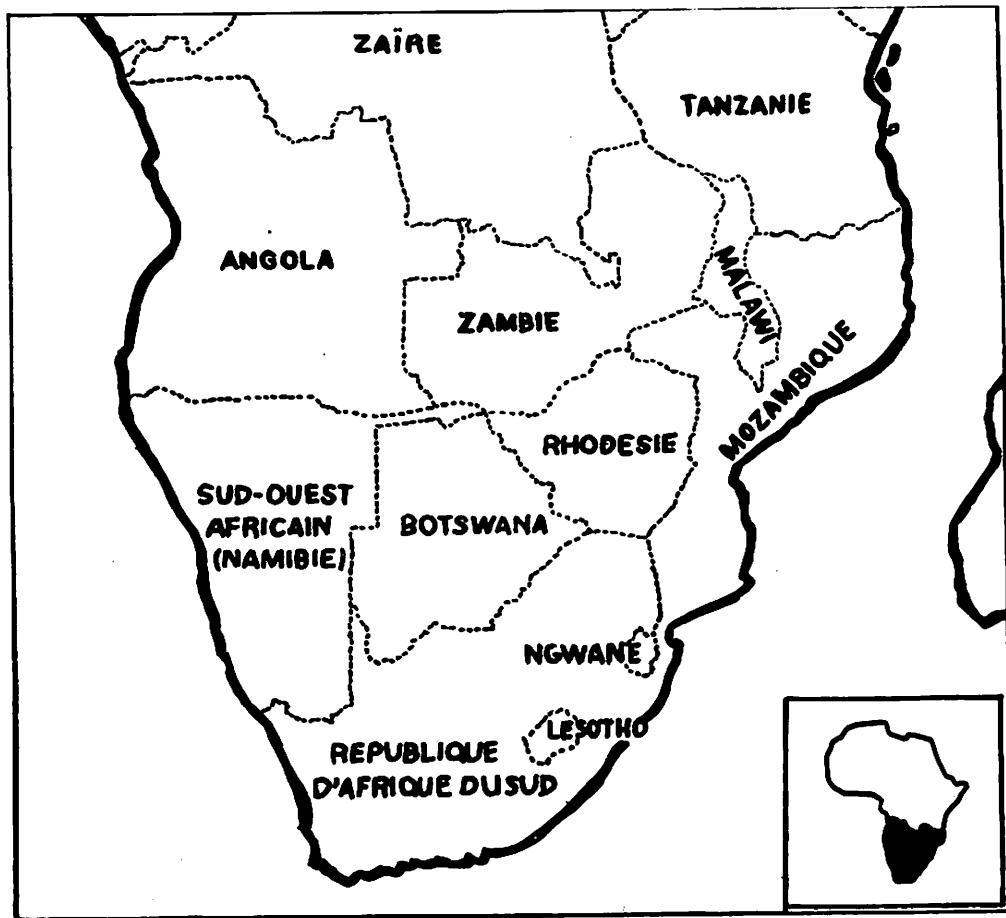 ZAÏRE
TANZANIE
ANGOLA
MALAWI
ZAMBIE
MOZAMBIQUE
RHODESIE
SUD-OUEST
AFRICAIN
(NAMIBIE)
BOTSWANA
NGWANE
LESOTHO
REPUBLIQUE
D'AFRIQUE DU SUD